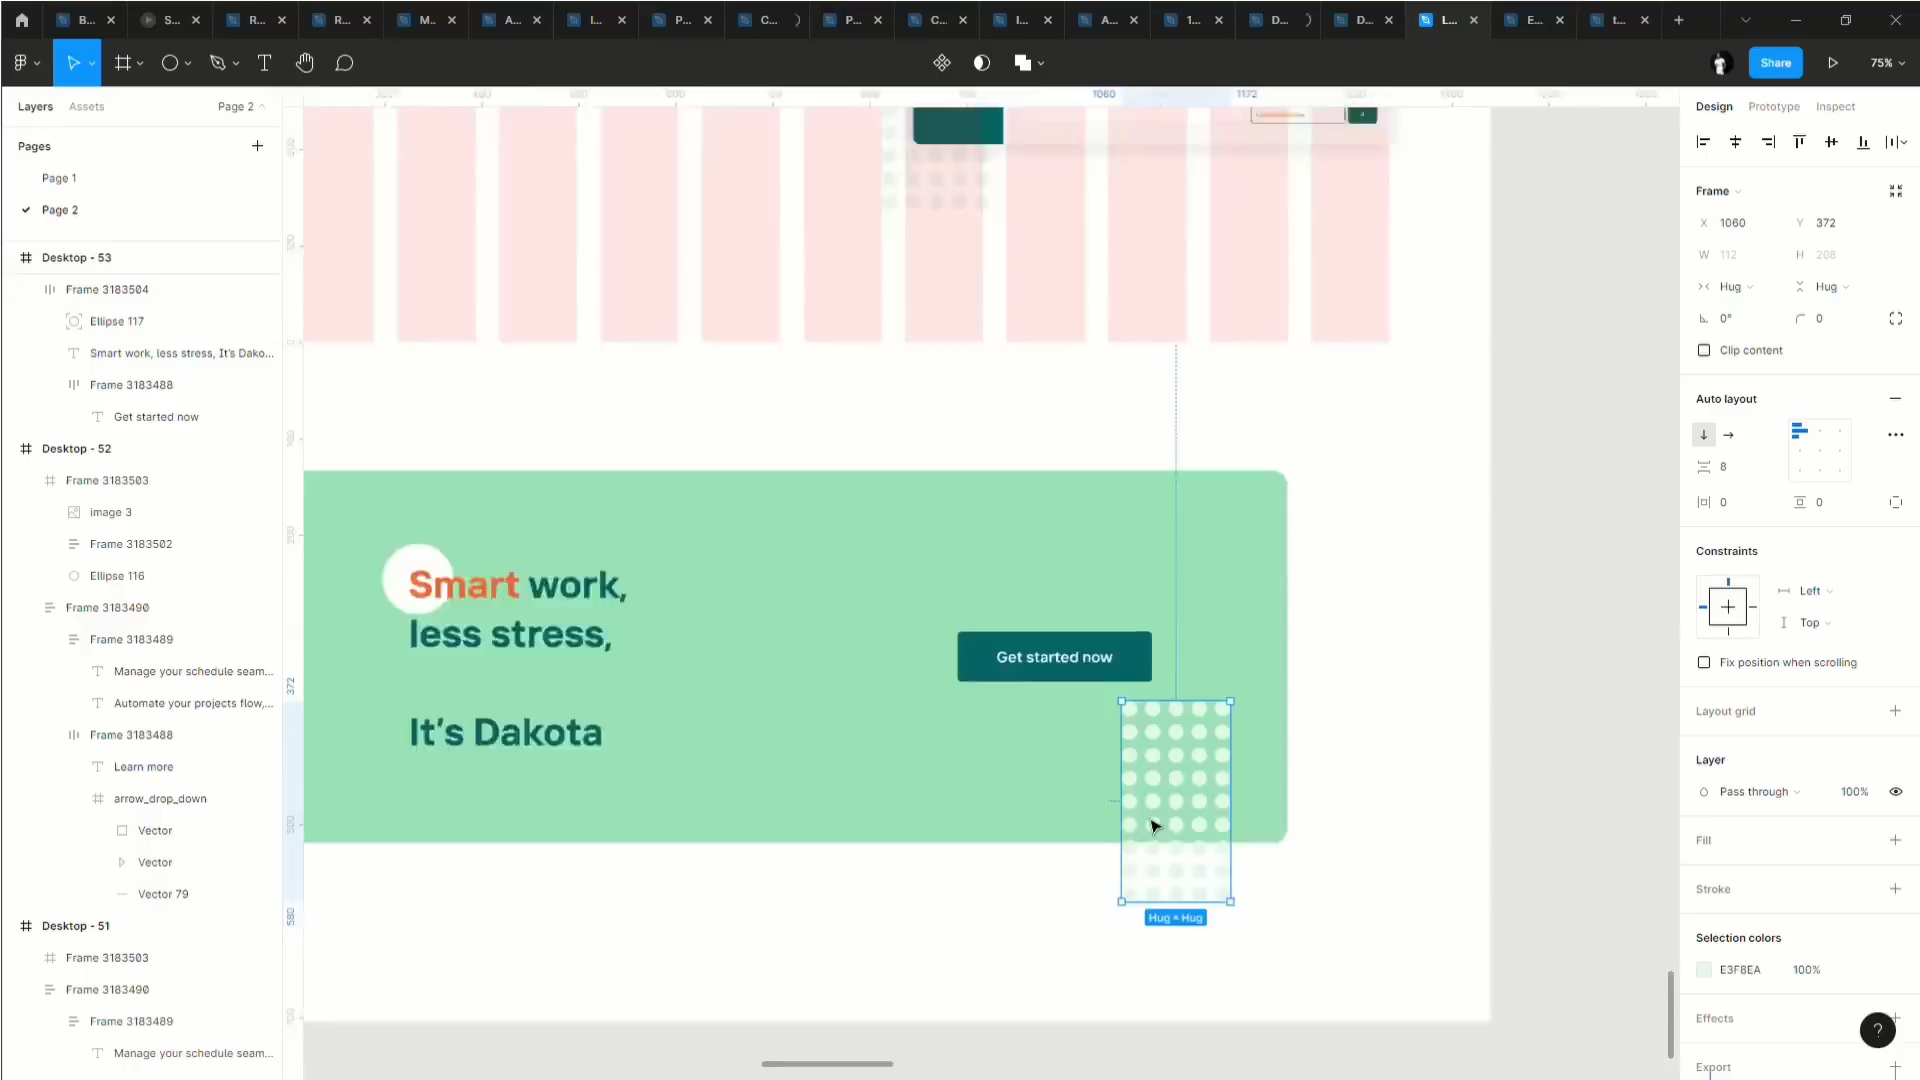 B...
S...
R...
R...
M...
A...
I...
P...
C...
P...
C...
I...
A...
1...
D...
D...
L...
E...
t...
Share
75%
Layers
Assets
Page 2
Pages
Page 1
Page 2
Desktop - 53
Frame 3183504
Ellipse 117
Smart work, less stress, It's Dako...
Frame 3183488
Get started now
Desktop - 52
Frame 3183503
image 3
Frame 3183502
Ellipse 116
Frame 3183490
Frame 3183489
Manage your schedule seam...
Automate your projects flow,...
Frame 3183488
Learn more
arrow_drop_down
Vector
Vector
Vector 79
Desktop - 51
Frame 3183503
Frame 3183490
Frame 3183489
Manage your schedule seam...
1060
1172
372
580
Smart work,
less stress,
It's Dakota
Get started now
Hug × Hug
Design
Prototype
Inspect
Frame
X 1060
Y 372
W 112
H 208
Hug
Hug
0°
0
Clip content
Auto layout
8
0
0
Constraints
Left
Top
Fix position when scrolling
Layout grid
Layer
Pass through
100%
Fill
Stroke
Selection colors
E3F8EA
100%
Effects
?
Export